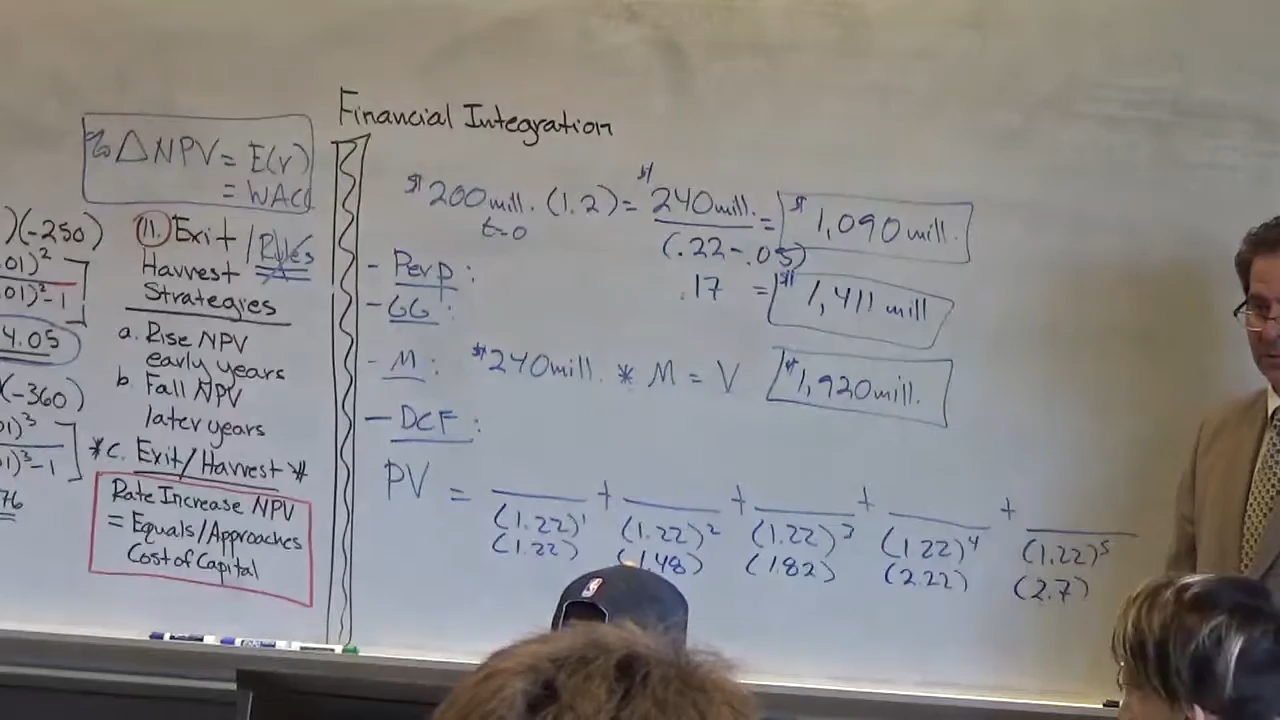 Financial Integration
%ΔNPV = E(r)
= WACC
)(-250)
.01)²
.01)²-1
4.05
(-360)
01)³
01)³-1
76
11. Exit / Rules
Harvest
Strategies
a. Rise NPV
early years
b. Fall NPV
later years
*c. Exit/Harvest *
Rate Increase NPV
= Equals/Approaches
Cost of Capital
$200 mill. (1.2) = $240 mill. = $1,090 mill.
t=0
(.22 - .05)
- Perp:
.17 = $1,411 mill
- GG:
- M: $240 mill. * M = V $1,920 mill.
- DCF:
PV = + + + +
(1.22)¹ (1.22)² (1.22)³ (1.22)⁴ (1.22)⁵
(1.22) (1.48) (1.82) (2.22) (2.7)